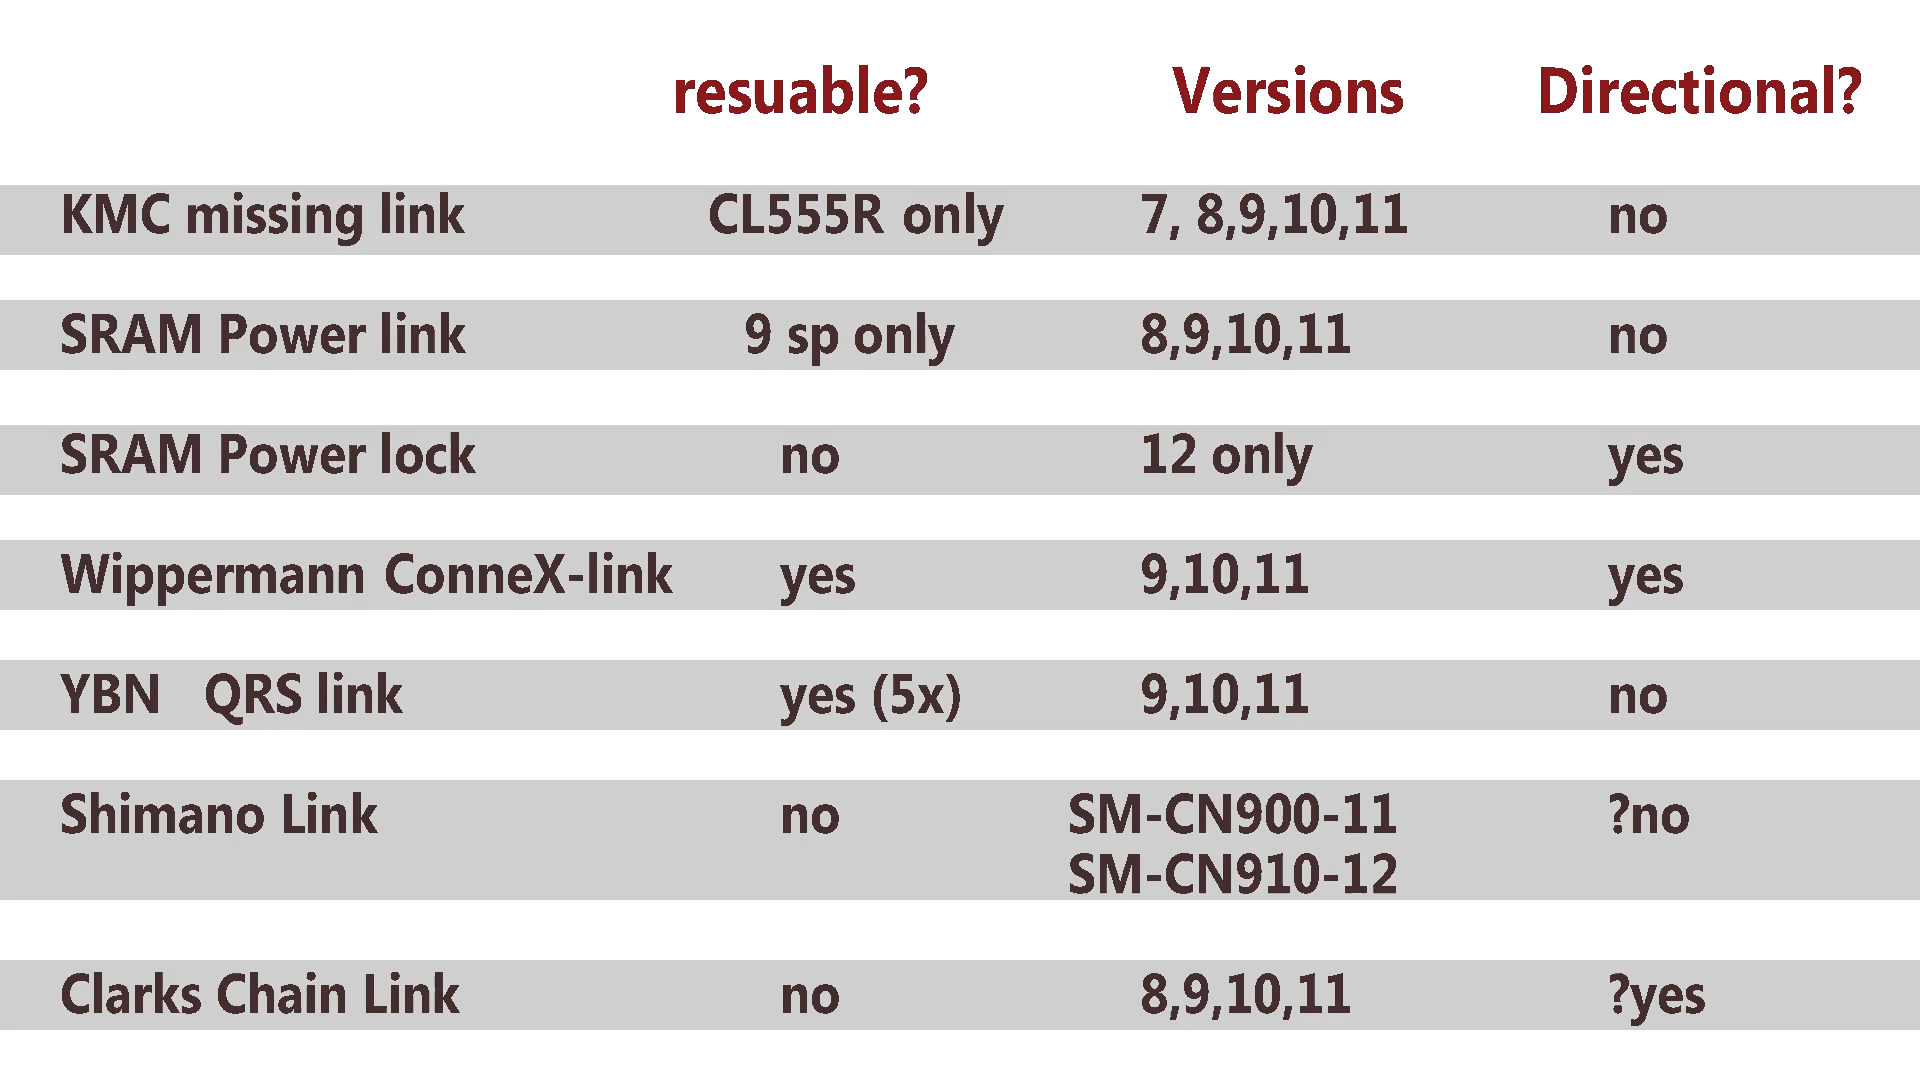 resuable? Versions Directional?
KMC missing link CL555R only 7, 8,9,10,11 no
SRAM Power link 9 sp only 8,9,10,11 no
SRAM Power lock no 12 only yes
Wippermann ConneX-link yes 9,10,11 yes
YBN QRS link yes (5x) 9,10,11 no
Shimano Link no SM-CN900-11 ?no
SM-CN910-12
Clarks Chain Link no 8,9,10,11 ?yes